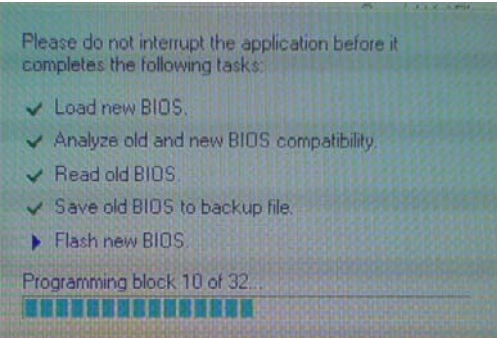 Please do not interrupt the application before it
completes the following tasks:
Load new BIOS.
Analyze old and new BIOS compatibility.
Read old BIOS.
Save old BIOS to backup file.
Flash new BIOS.
Programming block 10 of 32...